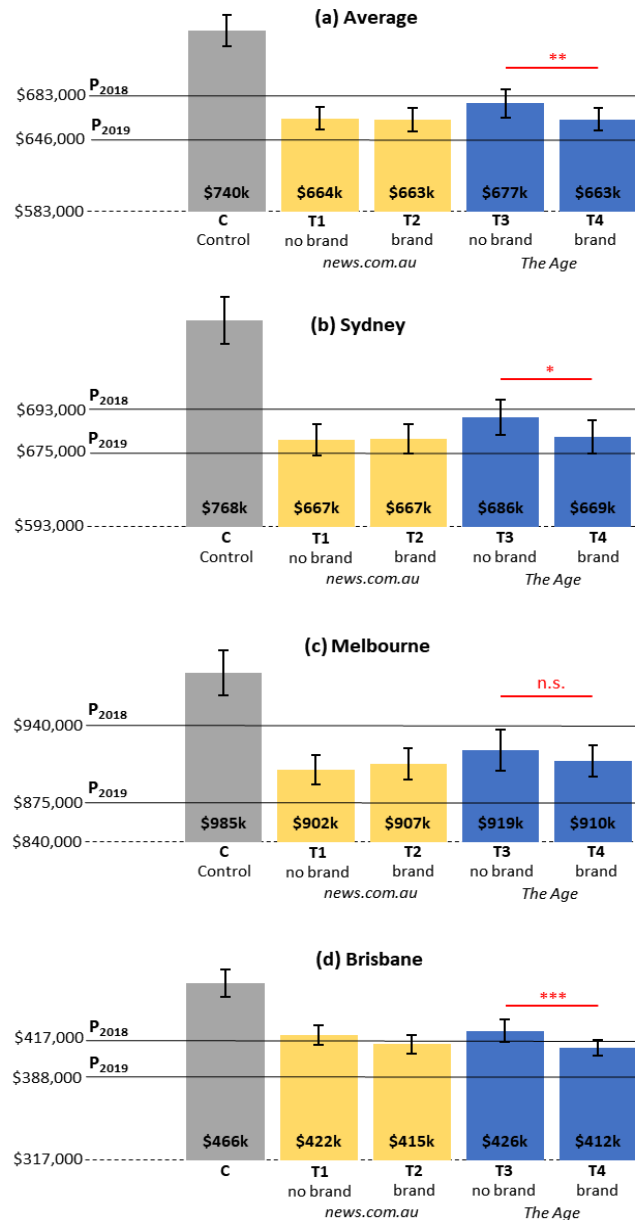 (a) Average
**
$683,000 P2018
$646,000 P2019
$740k $664k $663k $677k $663k
$583,000
C T1 T2 T3 T4
Control no brand brand no brand brand
news.com.au The Age
(b) Sydney
*
$693,000 P2018
$675,000 P2019
$768k $667k $667k $686k $669k
$593,000
C T1 T2 T3 T4
Control no brand brand no brand brand
news.com.au The Age
(c) Melbourne
n.s.
$940,000 P2018
$875,000 P2019
$985k $902k $907k $919k $910k
$840,000
C T1 T2 T3 T4
Control no brand brand no brand brand
news.com.au The Age
(d) Brisbane
***
$417,000 P2018
$388,000 P2019
$466k $422k $415k $426k $412k
$317,000
C T1 T2 T3 T4
no brand brand no brand brand
news.com.au The Age